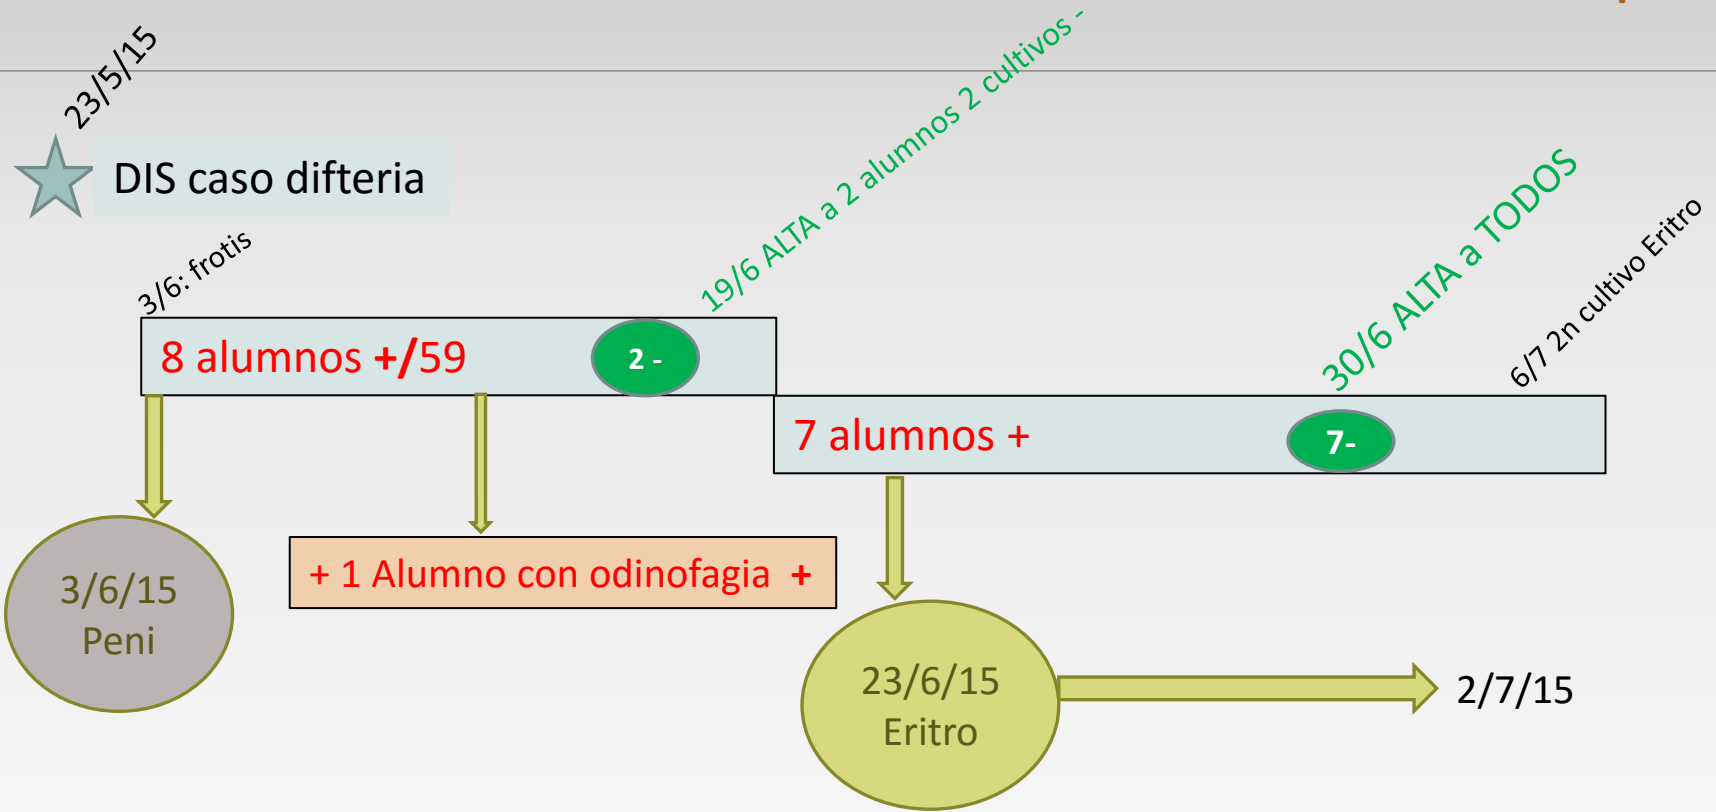 23/5/15
DIS caso difteria
3/6: frotis
19/6 ALTA a 2 alumnos 2 cultivos -
30/6 ALTA a TODOS
6/7 2n cultivo Eritro
8 alumnos +/59
2 -
7 alumnos +
7-
3/6/15
Peni
+ 1 Alumno con odinofagia +
23/6/15
Eritro
2/7/15